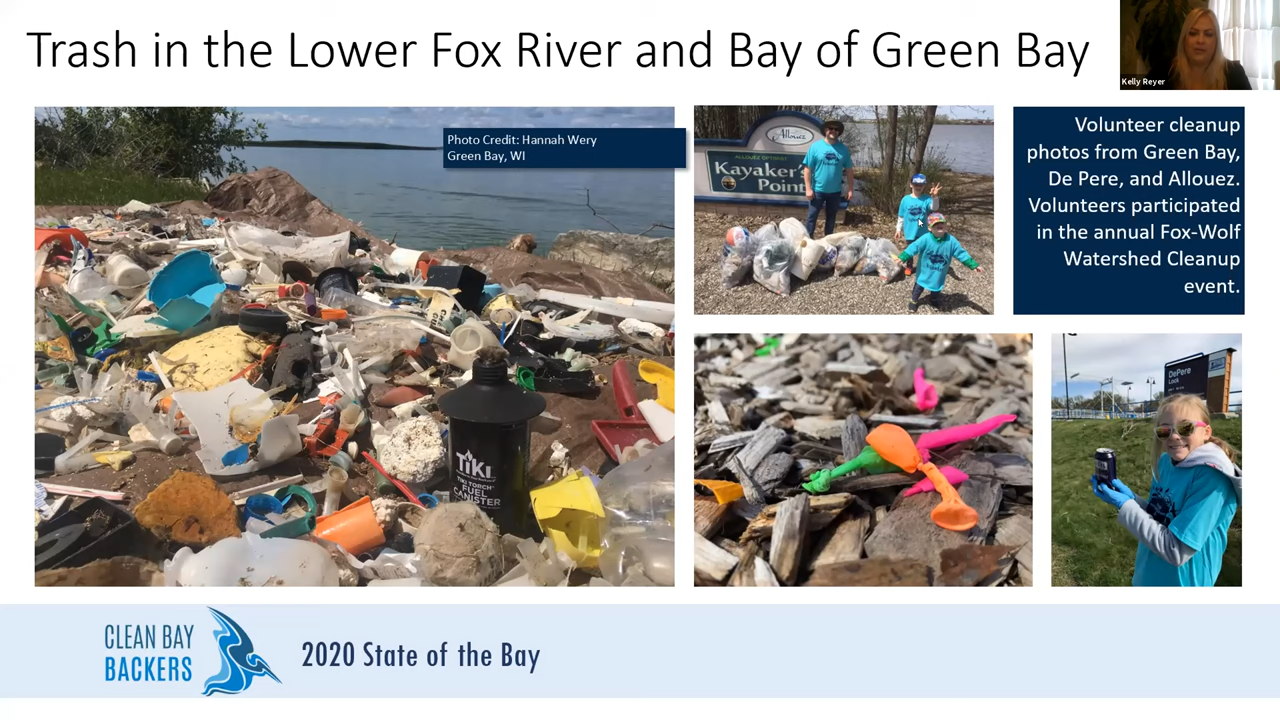 Trash in the Lower Fox River and Bay of Green Bay
Kelly Reyer
Photo Credit: Hannah Wery
Green Bay, WI
Allouez
ALLOUEZ OPTIMIST
Kayaker's
Point
Volunteer cleanup
photos from Green Bay,
De Pere, and Allouez.
Volunteers participated
in the annual Fox-Wolf
Watershed Cleanup
event.
TIKI
TIKI TORCH
FUEL
CANISTER
DePere
Lock
CLEAN BAY
BACKERS
2020 State of the Bay